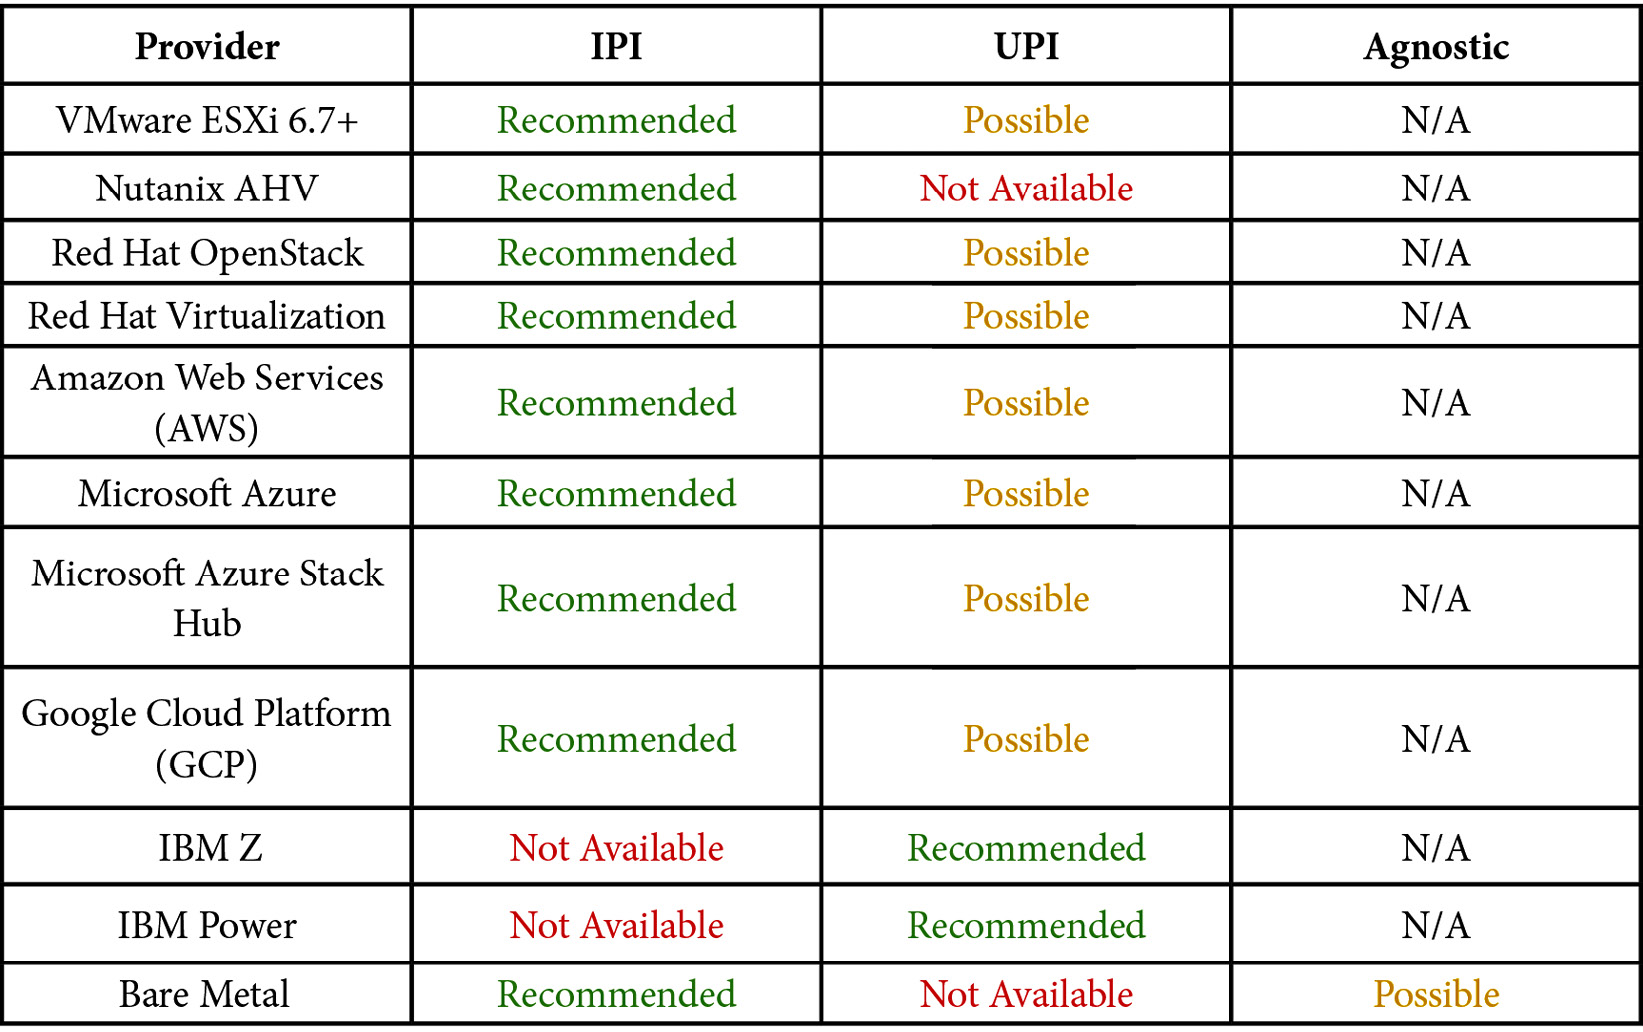 Provider IPI UPI Agnostic
VMware ESXi 6.7+ Recommended Possible N/A
Nutanix AHV Recommended Not Available N/A
Red Hat OpenStack Recommended Possible N/A
Red Hat Virtualization Recommended Possible N/A
Amazon Web Services
(AWS) Recommended Possible N/A
Microsoft Azure Recommended Possible N/A
Microsoft Azure Stack
Hub Recommended Possible N/A
Google Cloud Platform
(GCP) Recommended Possible N/A
IBM Z Not Available Recommended N/A
IBM Power Not Available Recommended N/A
Bare Metal Recommended Not Available Possible